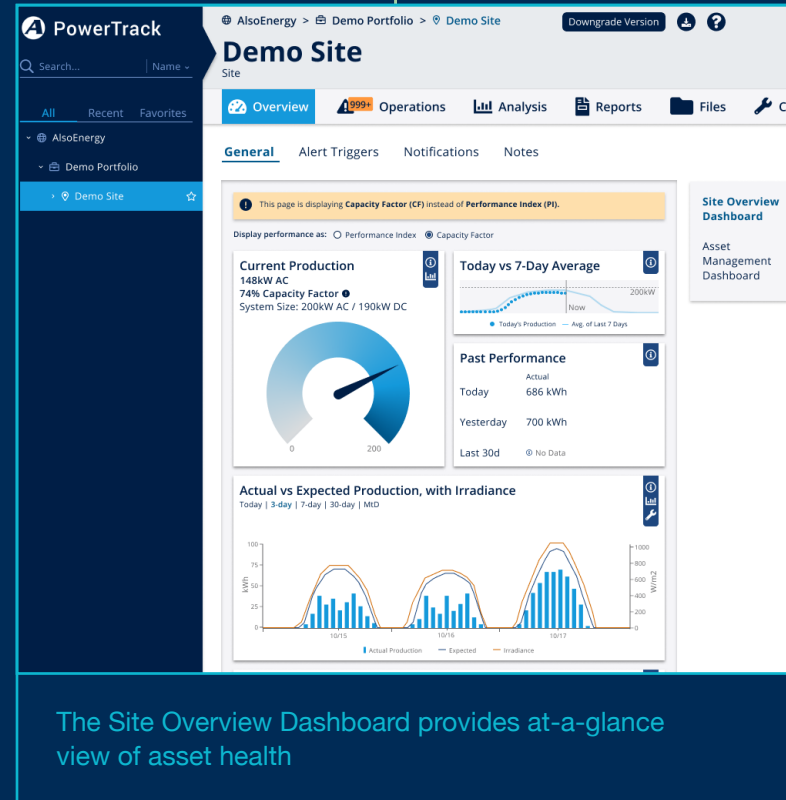 PowerTrack
Search...
Name
All Recent Favorites
AlsoEnergy
Demo Portfolio
Demo Site
AlsoEnergy > Demo Portfolio > Demo Site
Downgrade Version
?
Demo Site
Site
Overview
999+ Operations
Analysis
Reports
Files
C
General Alert Triggers Notifications Notes
This page is displaying Capacity Factor (CF) instead of Performance Index (PI).
Display performance as: Performance Index Capacity Factor
Current Production
148kW AC
74% Capacity Factor
System Size: 200kW AC / 190kW DC
0 200
Today vs 7-Day Average
200kW
Now
Today's Production Avg. of Last 7 Days
Past Performance
Actual
Today 686 kWh
Yesterday 700 kWh
Last 30d No Data
Site Overview
Dashboard
Asset
Management
Dashboard
Actual vs Expected Production, with Irradiance
Today | 3-day | 7-day | 30-day | MtD
kWh
100
75
50
25
0
1000
800
600
400
200
0
W/m2
10/15 10/16 10/17
Actual Production Expected Irradiance
The Site Overview Dashboard provides at-a-glance
view of asset health